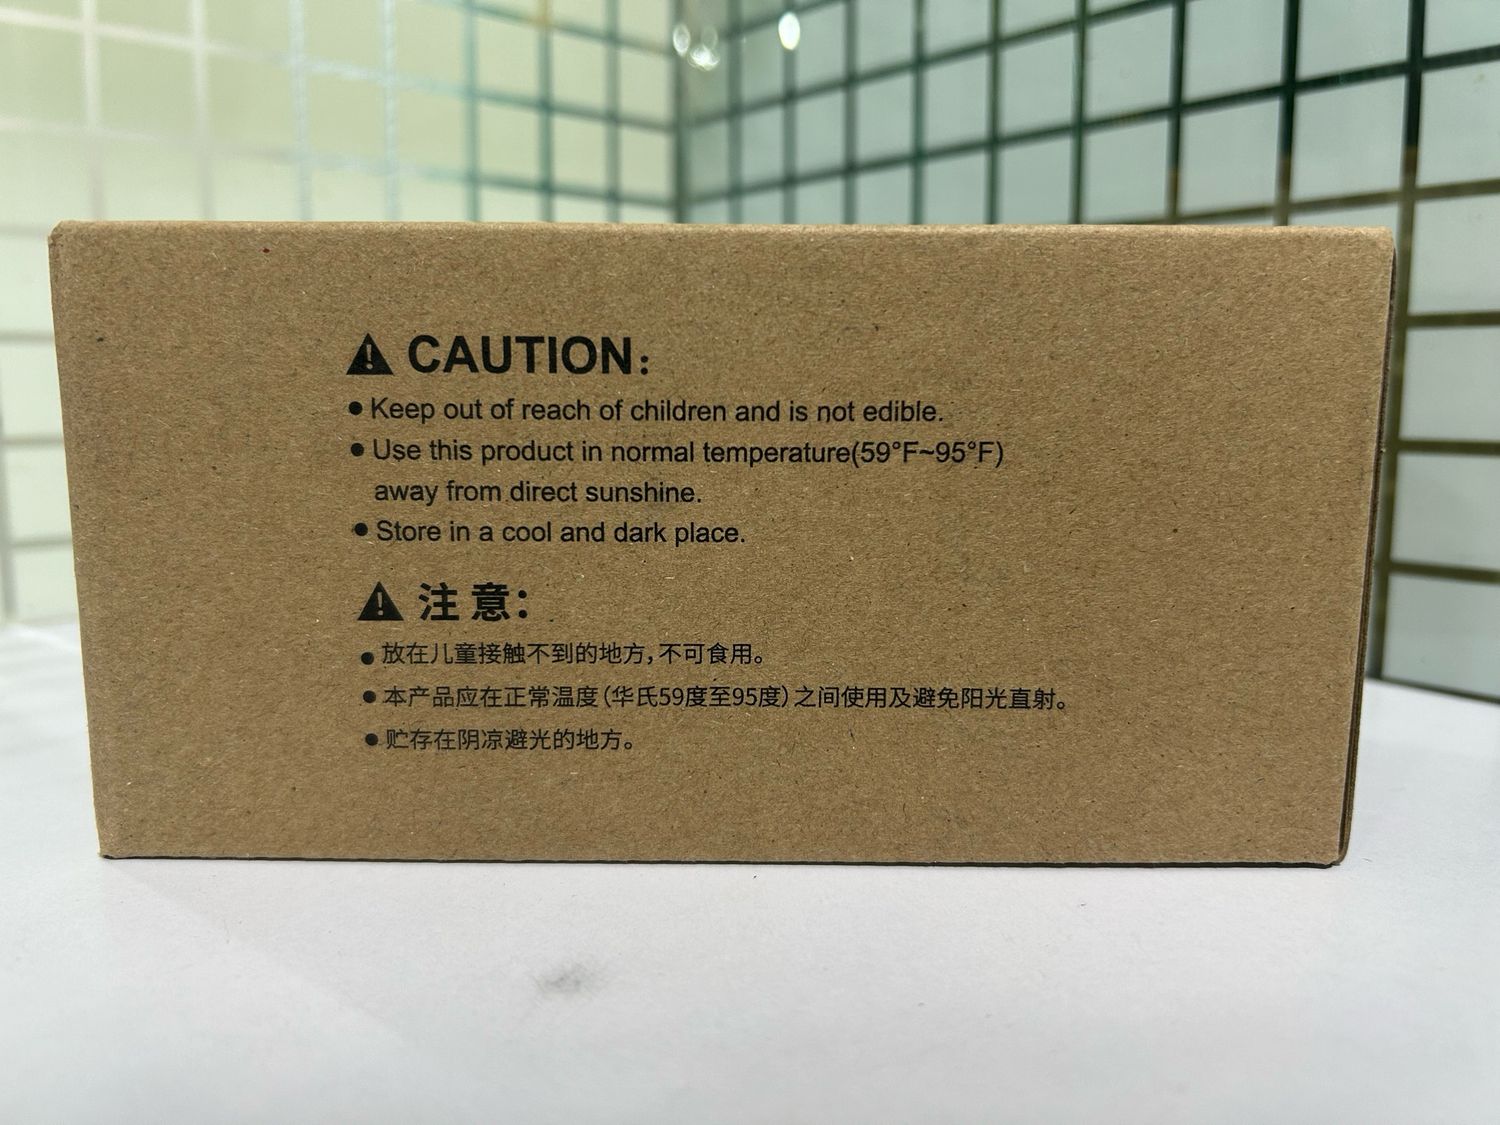 CAUTION:
● Keep out of reach of children and is not edible.
● Use this product in normal temperature(59°F~95°F)
away from direct sunshine.
● Store in a cool and dark place.
注意：
● 放在儿童接触不到的地方，不可食用。
● 本产品应在正常温度（华氏59度至95度）之间使用及避免阳光直射。
● 贮存在阴凉避光的地方。